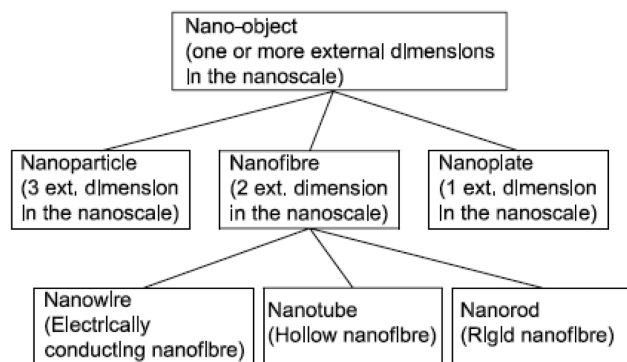 Nano-object
(one or more external dimensions
in the nanoscale)
Nanoparticle
(3 ext. dimension
in the nanoscale)
Nanofibre
(2 ext. dimension
in the nanoscale)
Nanoplate
(1 ext. dimension
in the nanoscale)
Nanowire
(Electrically
conducting nanofibre)
Nanotube
(Hollow nanofibre)
Nanorod
(Rigid nanofibre)